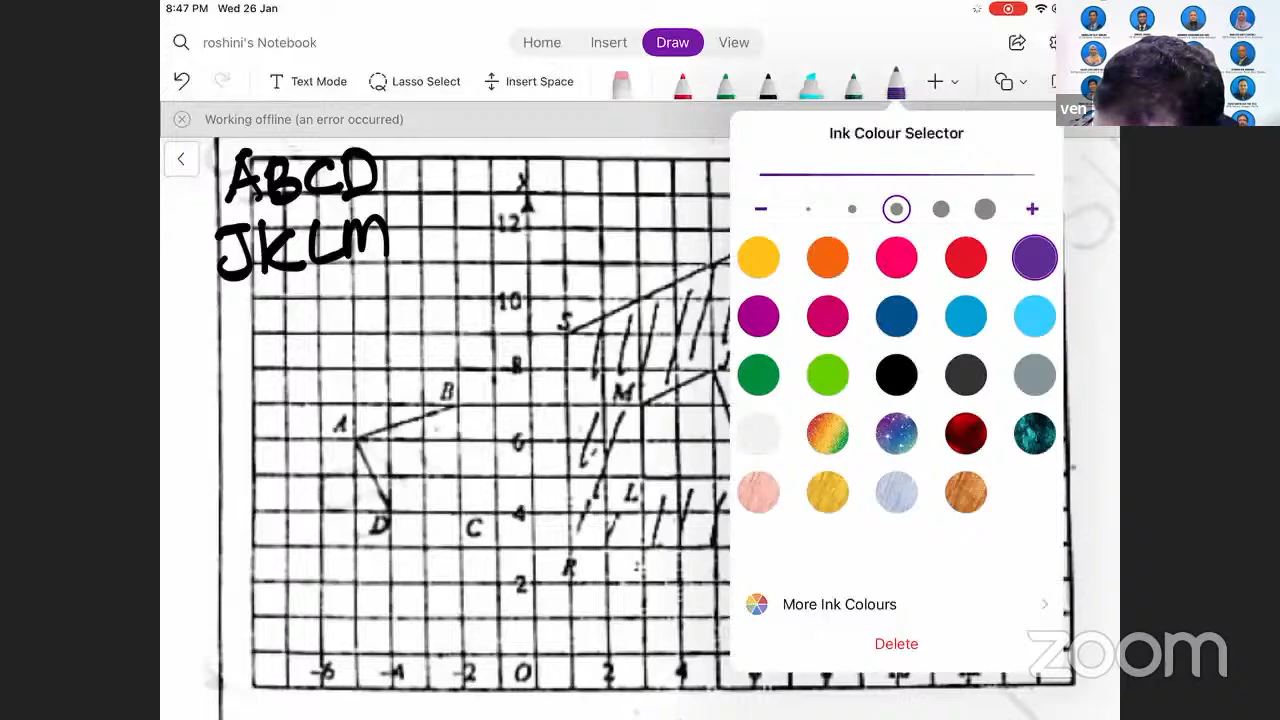 8:47 PM Wed 26 Jan
roshini's Notebook
Home Insert Draw View
Text Mode
Lasso Select
Insert Space
Working offline (an error occurred)
ven
Ink Colour Selector
ABCD
JKLM
12
10
S
8
M
B
A
6
L
D
C
4
R
2
-6 -4 -2 0 2 4
More Ink Colours
Delete
zoom